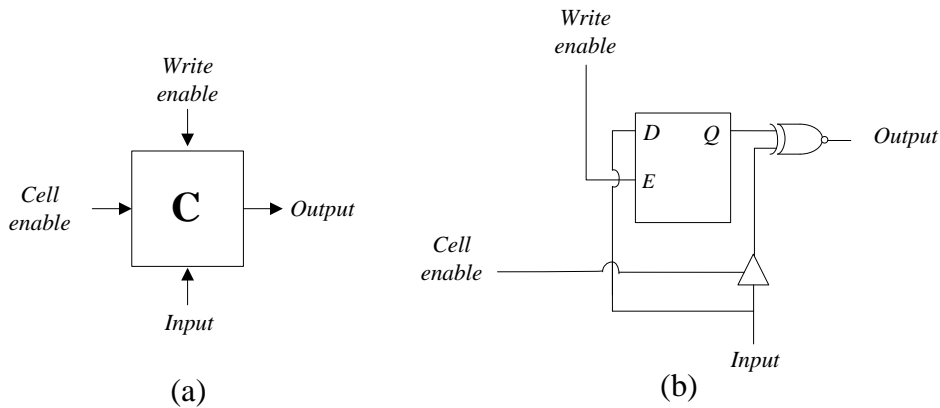 Write
enable
Cell
enable
C
Output
Input
(a)
Write
enable
D
Q
E
Output
Cell
enable
Input
(b)